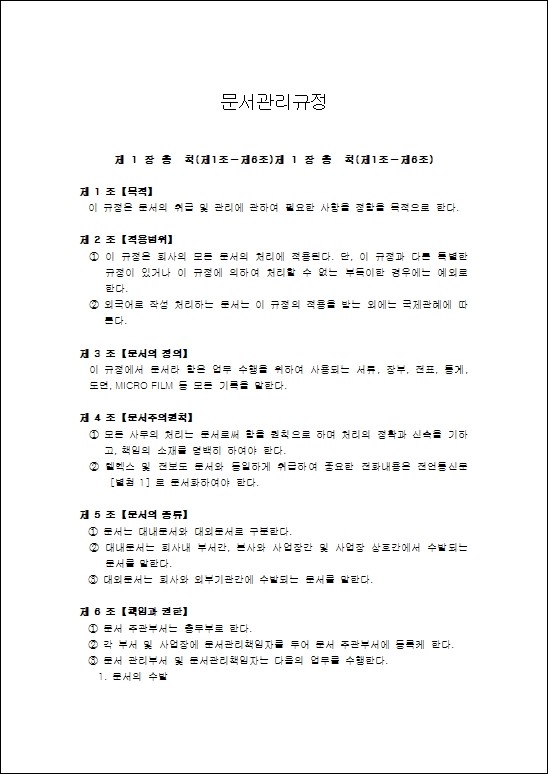 문서관리규정
제 1 장 총 칙(제1조-제6조)제 1 장 총 칙(제1조-제6조)
제 1 조【목적】
이 규정은 문서의 취급 및 관리에 관하여 필요한 사항을 정함을 목적으로 한다.
제 2 조【적용범위】
① 이 규정은 회사의 모든 문서의 처리에 적용된다. 단, 이 규정과 다른 특별한
규정이 있거나 이 규정에 의하여 처리할 수 없는 부득이한 경우에는 예외로
한다.
② 외국어로 작성 처리하는 문서는 이 규정의 적용을 받는 외에는 국제관례에 따
른다.
제 3 조【문서의 정의】
이 규정에서 문서라 함은 업무 수행을 위하여 사용되는 서류, 장부, 전표, 통계,
도면, MICRO FILM 등 모든 기록을 말한다.
제 4 조【문서주의원칙】
① 모든 사무의 처리는 문서로써 함을 원칙으로 하며 처리의 정확과 신속을 기하
고, 책임의 소재를 명백히 하여야 한다.
② 텔렉스 및 전보도 문서와 동일하게 취급하여 중요한 전화내용은 전언통신문
[별첨 1] 로 문서화하여야 한다.
제 5 조【문서의 종류】
① 문서는 대내문서와 대외문서로 구분한다.
② 대내문서는 회사내 부서간, 본사와 사업장간 및 사업장 상호간에서 수발되는
문서를 말한다.
③ 대외문서는 회사와 외부기관간에 수발되는 문서를 말한다.
제 6 조【책임과 권한】
① 문서 주관부서는 총무부로 한다.
② 각 부서 및 사업장에 문서관리책임자를 두어 문서 주관부서에 등록케 한다.
③ 문서 관리부서 및 문서관리책임자는 다음의 업무를 수행한다.
1. 문서의 수발